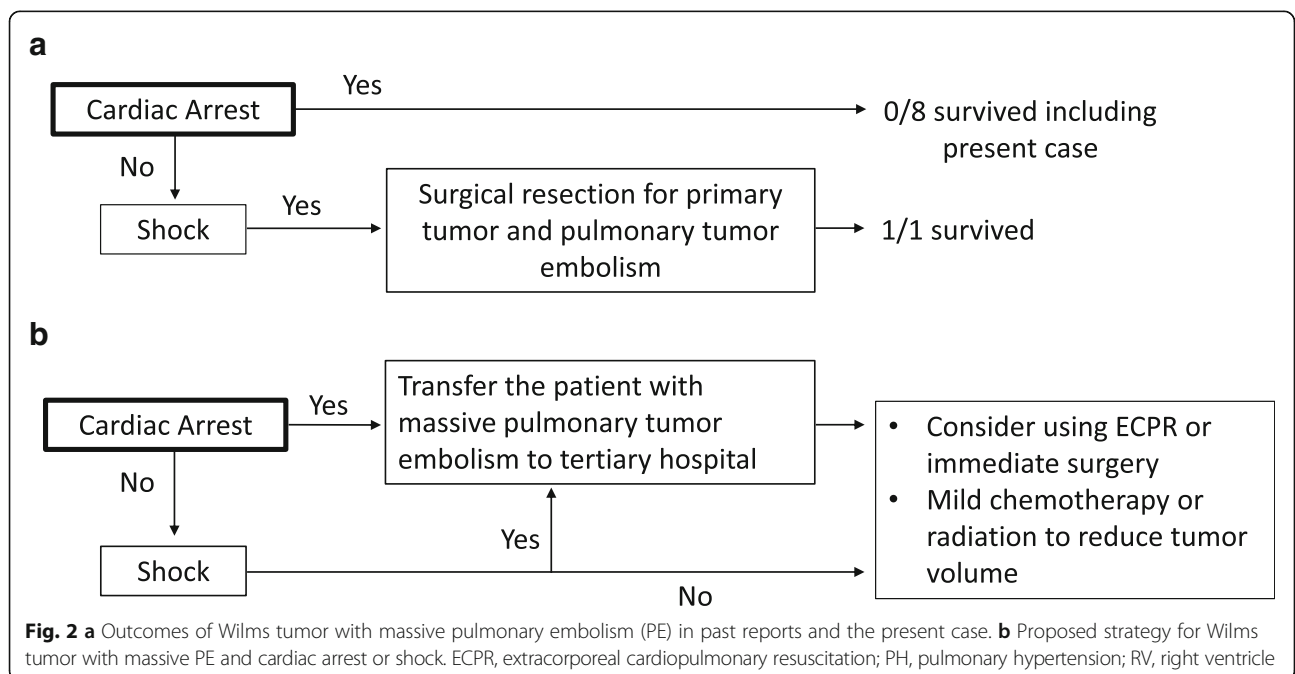 a
Yes
Cardiac Arrest
0/8 survived including
present case
No
Shock
Yes
Surgical resection for primary
tumor and pulmonary tumor
embolism
1/1 survived
b
Cardiac Arrest
Yes
Transfer the patient with
massive pulmonary tumor
embolism to tertiary hospital
• Consider using ECPR or
immediate surgery
• Mild chemotherapy or
radiation to reduce tumor
volume
No
Yes
Shock
No
Fig. 2 a Outcomes of Wilms tumor with massive pulmonary embolism (PE) in past reports and the present case. b Proposed strategy for Wilms
tumor with massive PE and cardiac arrest or shock. ECPR, extracorporeal cardiopulmonary resuscitation; PH, pulmonary hypertension; RV, right ventricle